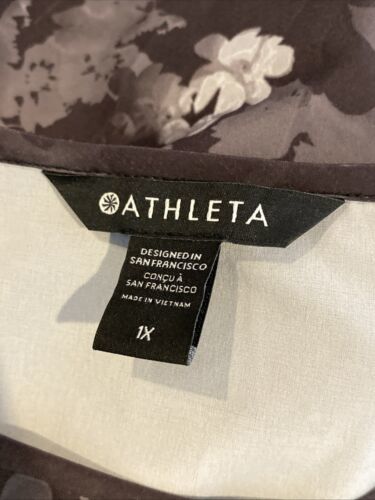 ATHLETA
DESIGNED IN
SAN FRANCISCO
CONÇU À
SAN FRANCISCO
MADE IN VIETNAM
1X